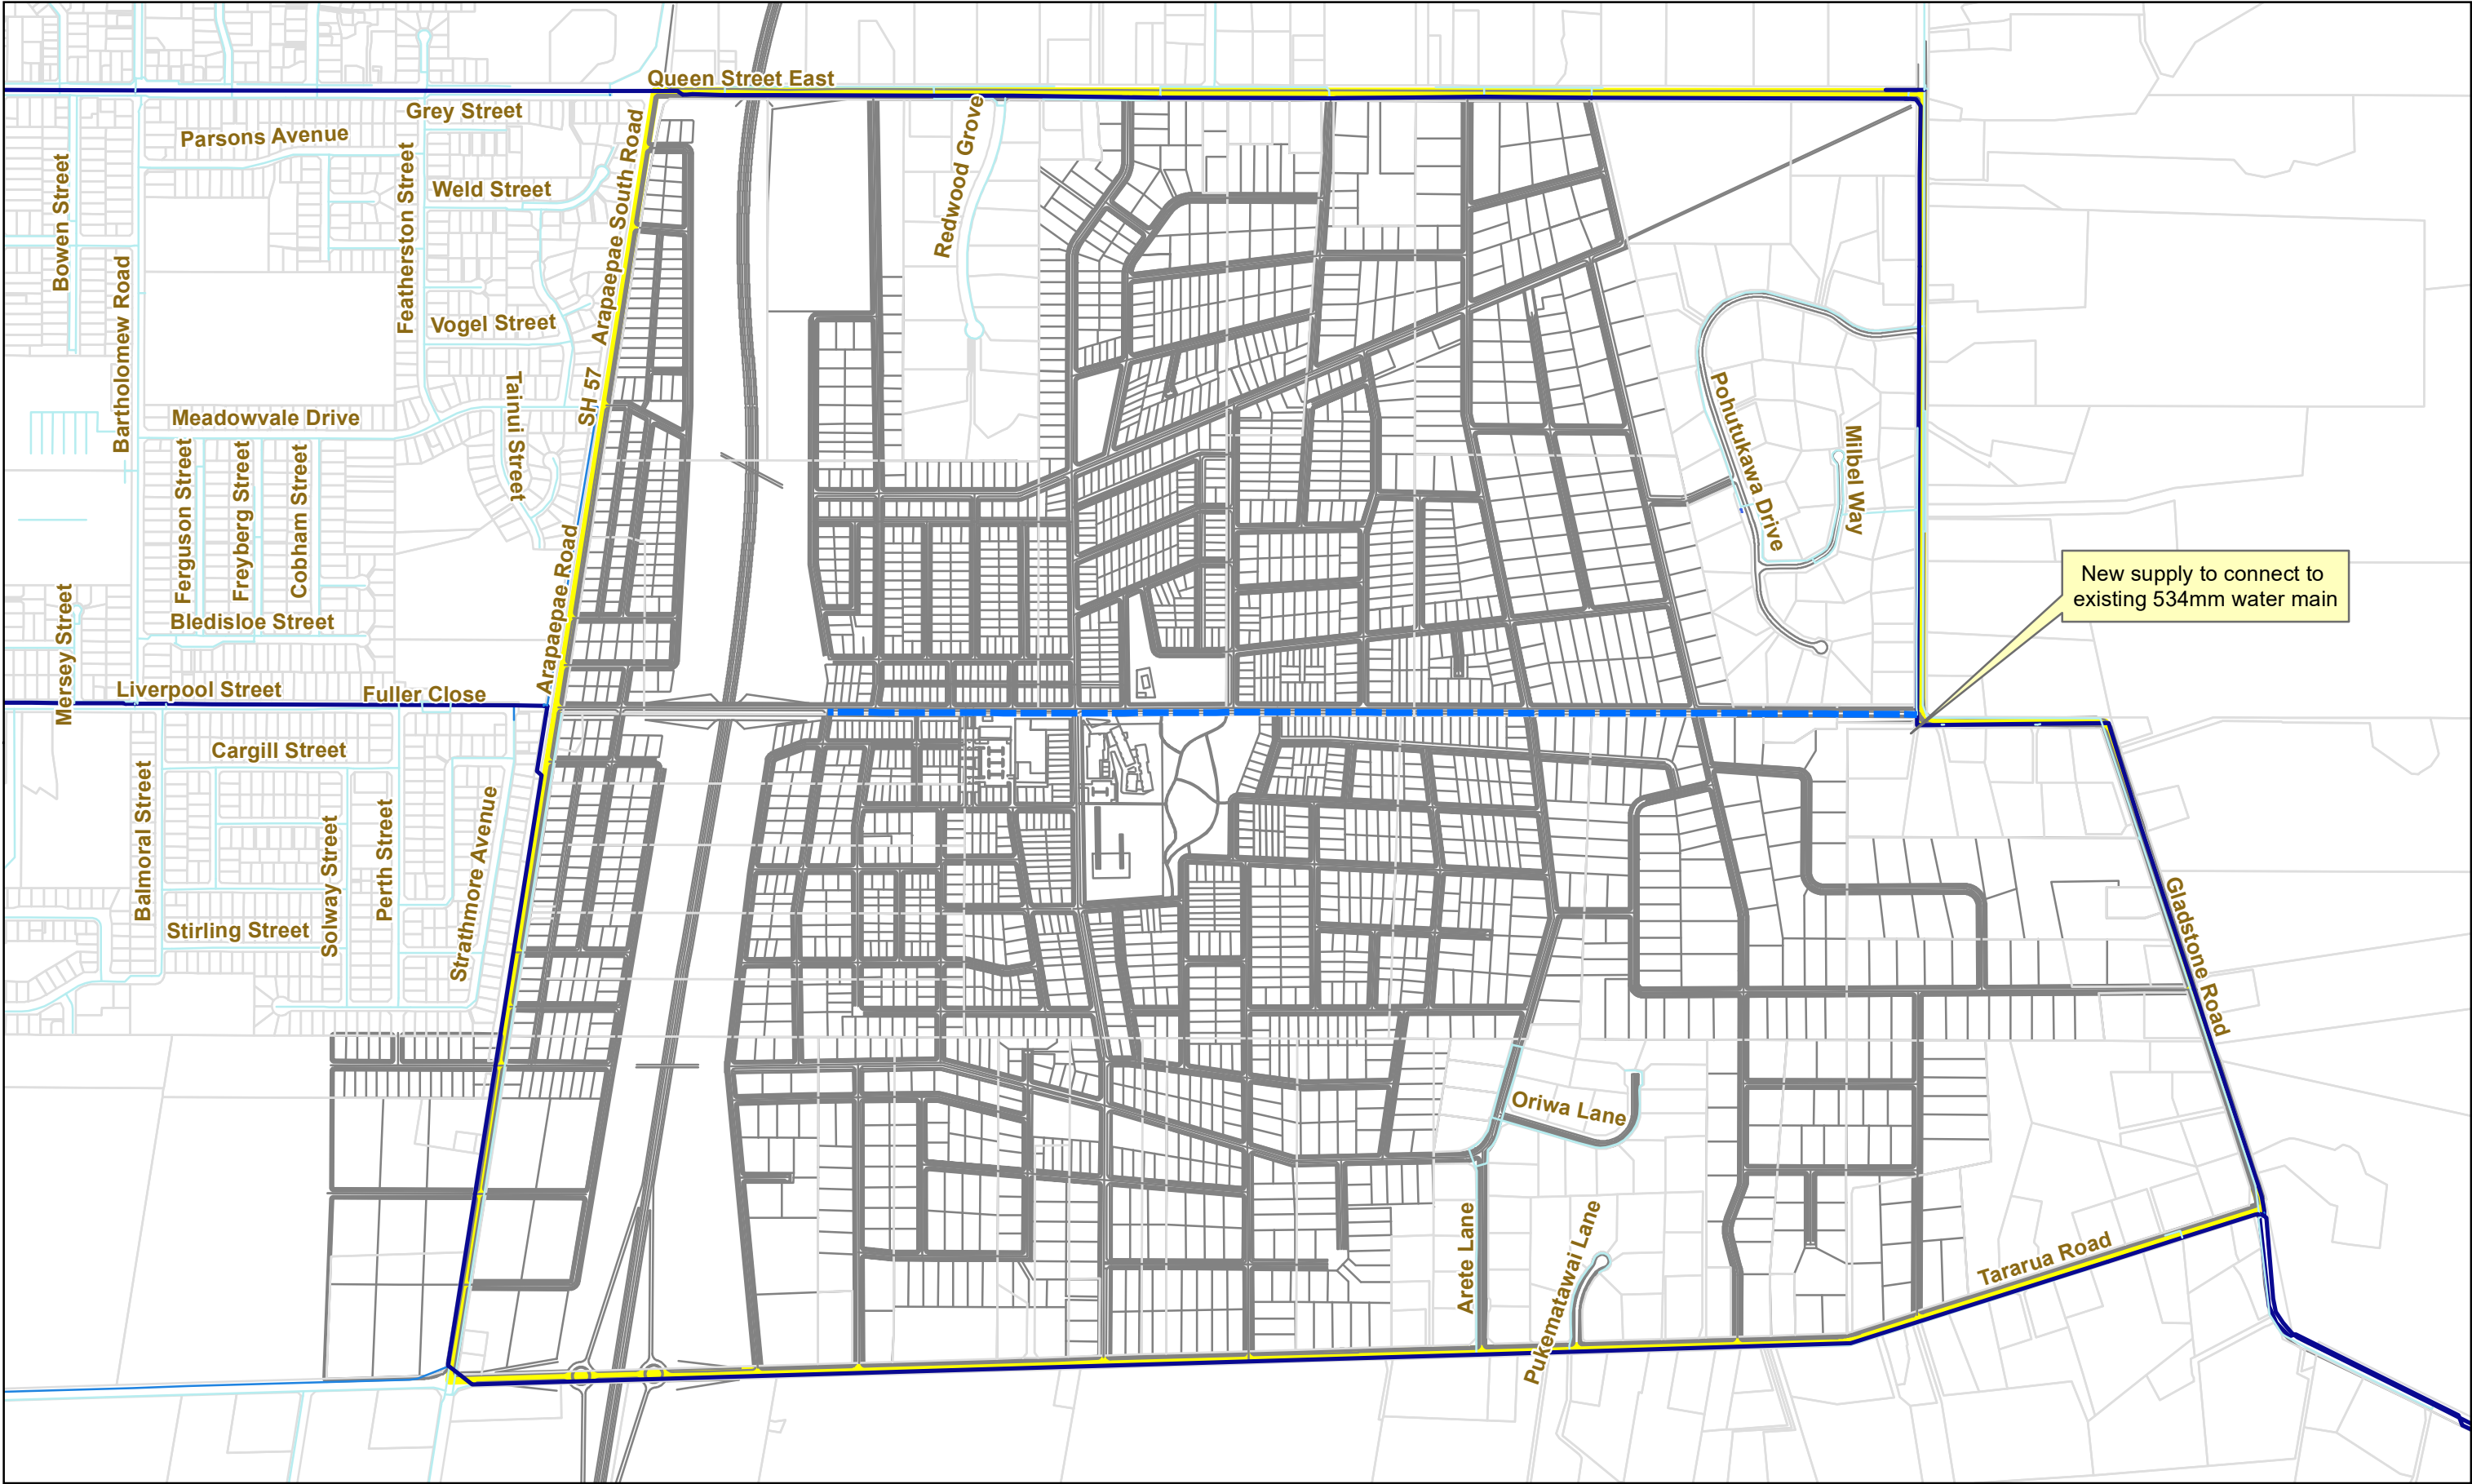 Queen Street East
Grey Street
Parsons Avenue
Weld Street
Bowen Street
Bartholomew Road
Featherston Street
Arapaepae South Road
Redwood Grove
Vogel Street
SH 57
Tainui Street
Meadowvale Drive
Pohutukawa Drive
Milbel Way
Ferguson Street
Freyberg Street
Cobham Street
Arapaepae Road
New supply to connect to
existing 534mm water main
Bledisloe Street
Mersey Street
Liverpool Street
Fuller Close
Cargill Street
Balmoral Street
Solway Street
Perth Street
Strathmore Avenue
Stirling Street
Gladstone Road
Oriwa Lane
Arete Lane
Pukematawai Lane
Tararua Road